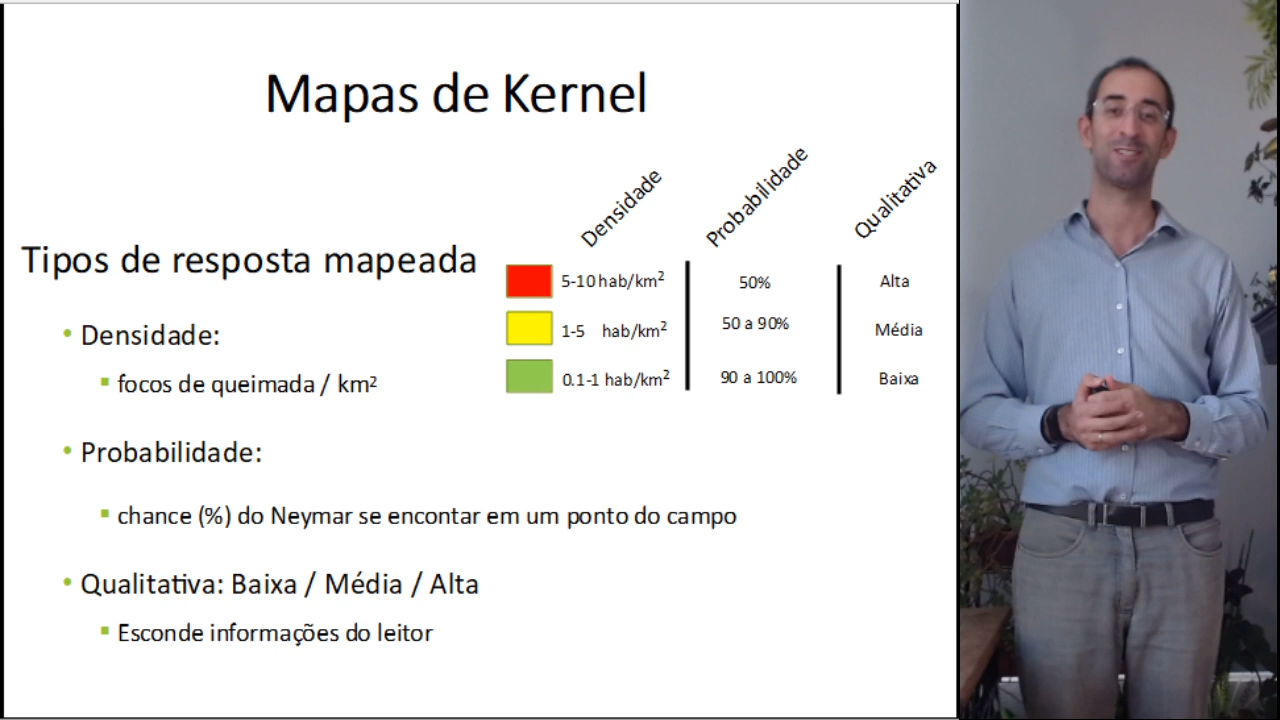 Mapas de Kernel
Densidade
Probabilidade
Qualitativa
Tipos de resposta mapeada
5-10 hab/km²
50%
Alta
1-5 hab/km²
50 a 90%
Média
0.1-1 hab/km²
90 a 100%
Baixa
• Densidade:
▪ focos de queimada / km²
• Probabilidade:
▪ chance (%) do Neymar se encontar em um ponto do campo
• Qualitativa: Baixa / Média / Alta
▪ Esconde informações do leitor